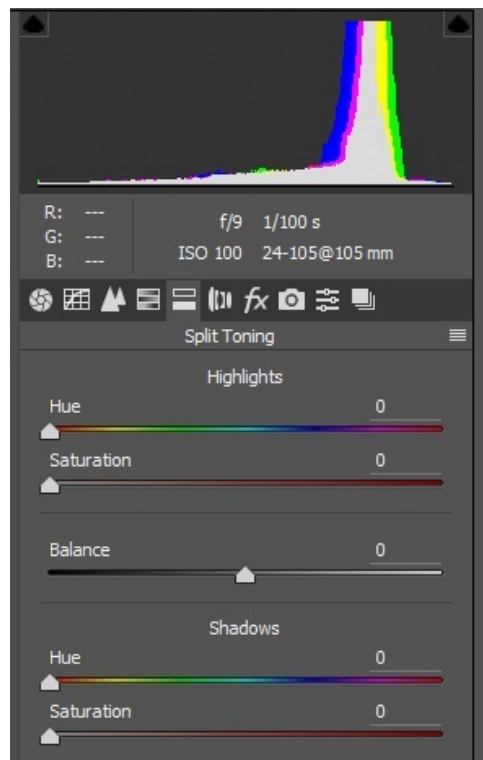 R: ---
G: ---
B: ---
f/9 1/100 s
ISO 100 24-105@105 mm
fx
Split Toning
Highlights
Hue 0
Saturation 0
Balance 0
Shadows
Hue 0
Saturation 0